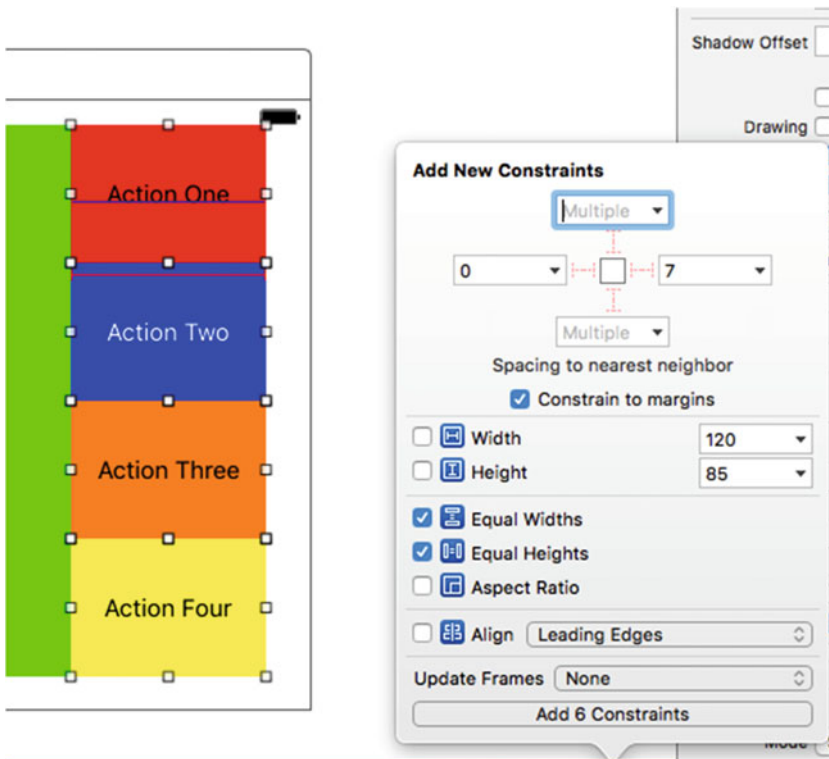 Shadow Offset
Drawing
Action One
Action Two
Action Three
Action Four
Add New Constraints
Multiple
0
7
Multiple
Spacing to nearest neighbor
Constrain to margins
Width 120
Height 85
Equal Widths
Equal Heights
Aspect Ratio
Align Leading Edges
Update Frames None
Add 6 Constraints
Mode